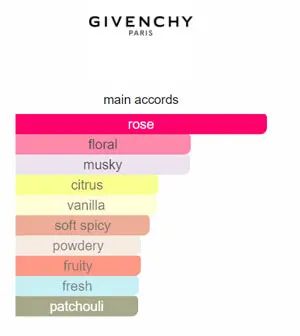 GIVENCHY
PARIS
main accords
rose
floral
musky
citrus
vanilla
soft spicy
powdery
fruity
fresh
patchouli